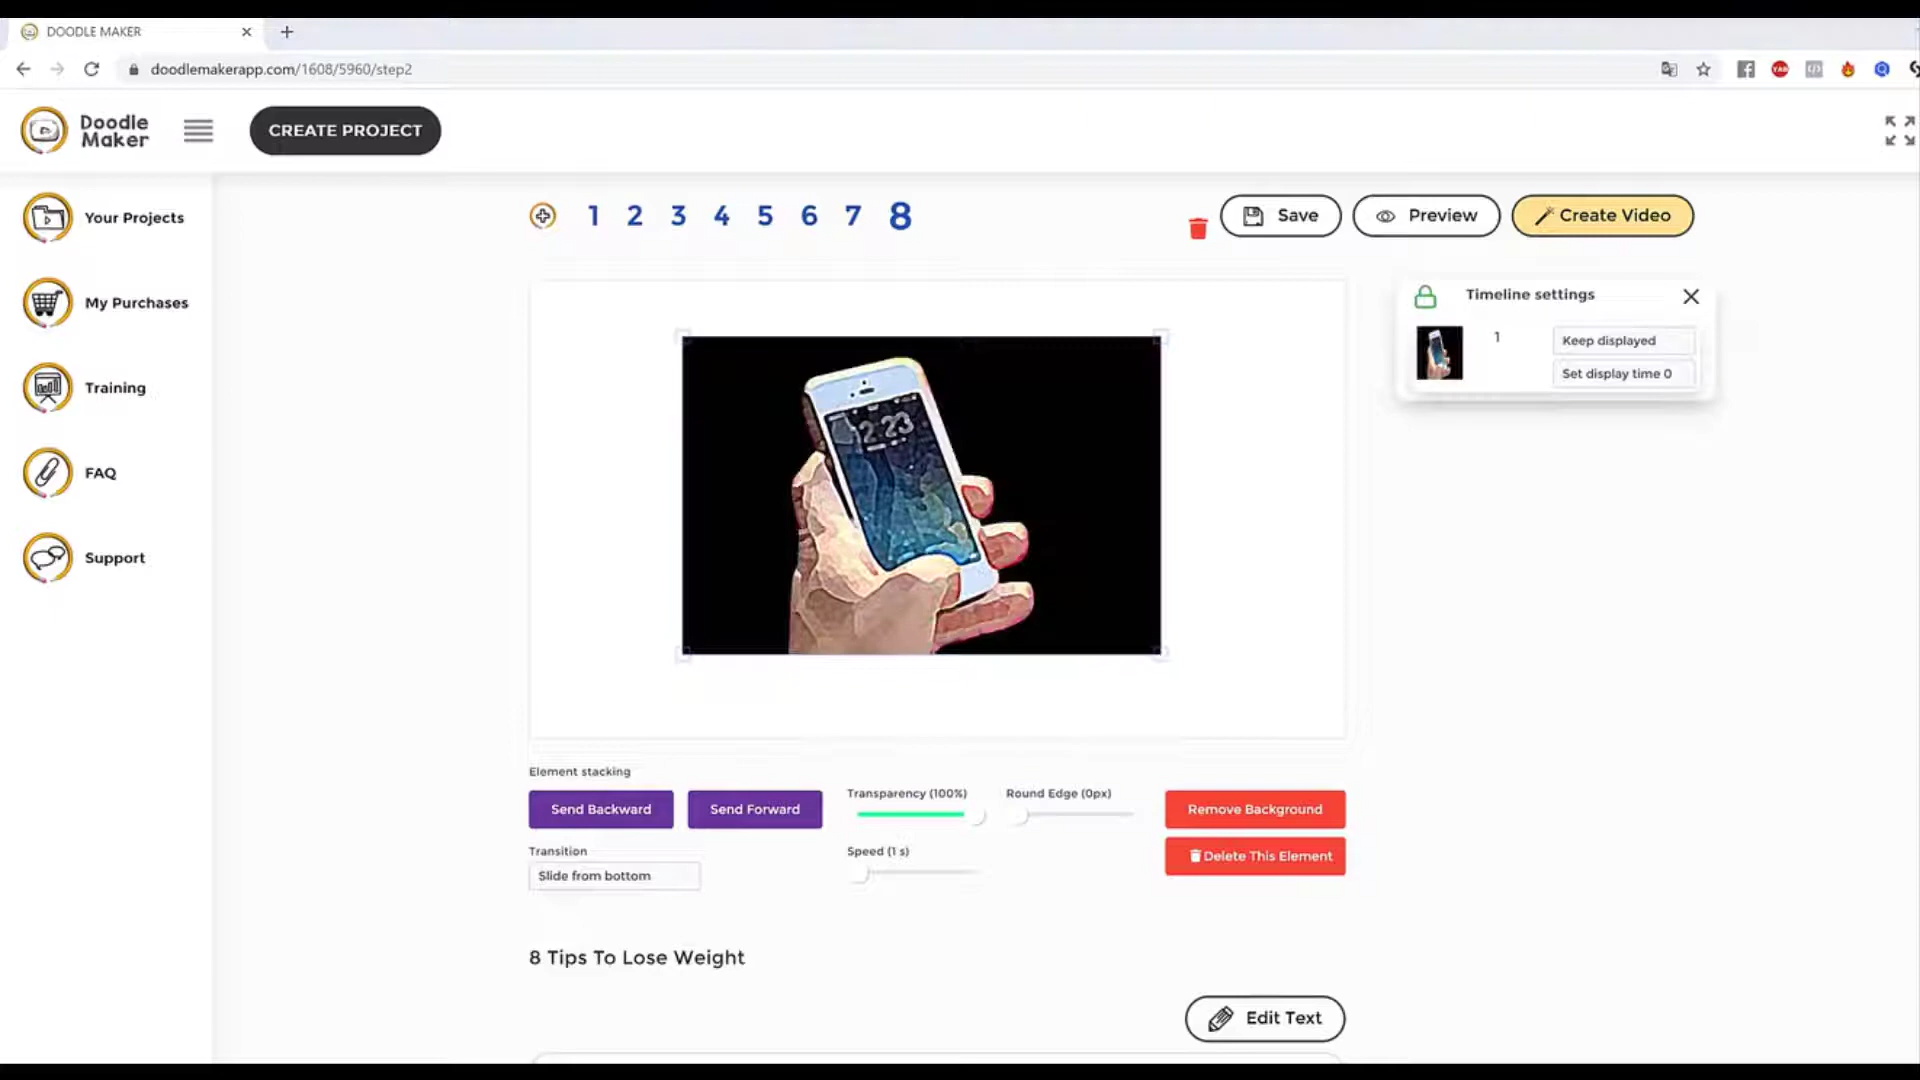 DOODLE MAKER
doodlemakerapp.com/1608/5960/step2
Doodle
Maker
CREATE PROJECT
Your Projects
My Purchases
Training
FAQ
Support
1 2 3 4 5 6 7 8
Save
Preview
Create Video
2 23
Timeline settings
1
Keep displayed
Set display time 0
Element stacking
Send Backward
Send Forward
Transparency (100%)
Round Edge (0px)
Remove Background
Transition
Slide from bottom
Speed (1 s)
Delete This Element
8 Tips To Lose Weight
Edit Text